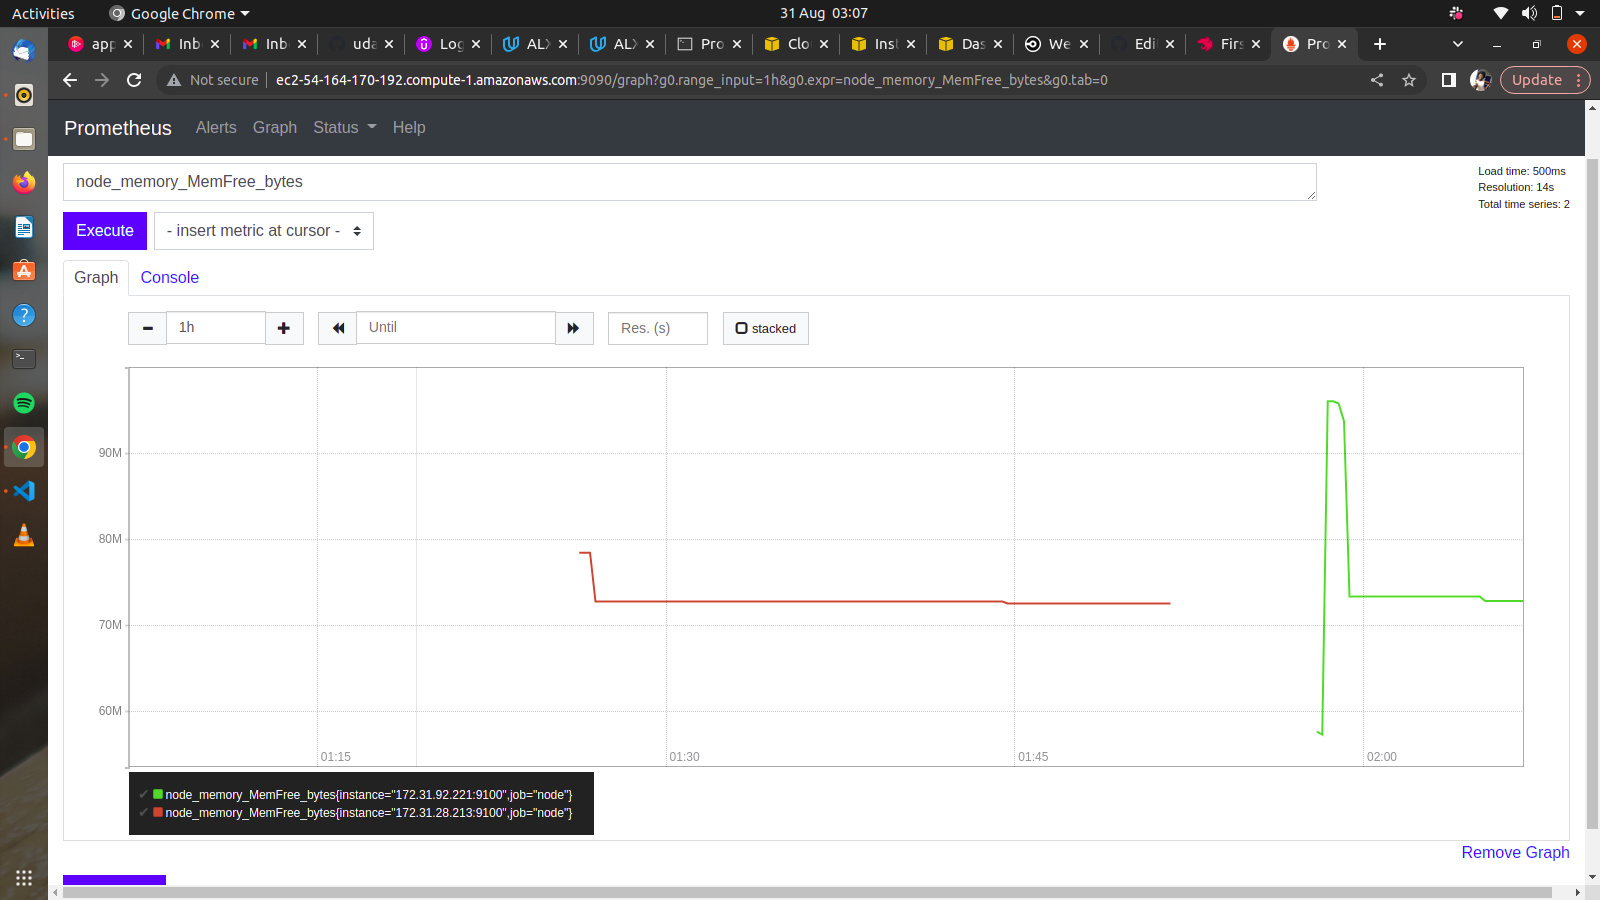 Activities
Google Chrome
31 Aug 03:07
app
Inb
Inb
uda
Log
ALX
ALX
Pro
Clo
Inst
Das
We
Edi
Firs
Pro
Not secure
ec2-54-164-170-192.compute-1.amazonaws.com:9090/graph?g0.range_input=1h&g0.expr=node_memory_MemFree_bytes&g0.tab=0
Update
Prometheus
Alerts
Graph
Status
Help
node_memory_MemFree_bytes
Load time: 500ms
Resolution: 14s
Total time series: 2
Execute
- insert metric at cursor -
Graph
Console
1h
Until
Res. (s)
stacked
90M
80M
70M
60M
01:15
01:30
01:45
02:00
node_memory_MemFree_bytes{instance="172.31.92.221:9100",job="node"}
node_memory_MemFree_bytes{instance="172.31.28.213:9100",job="node"}
Remove Graph